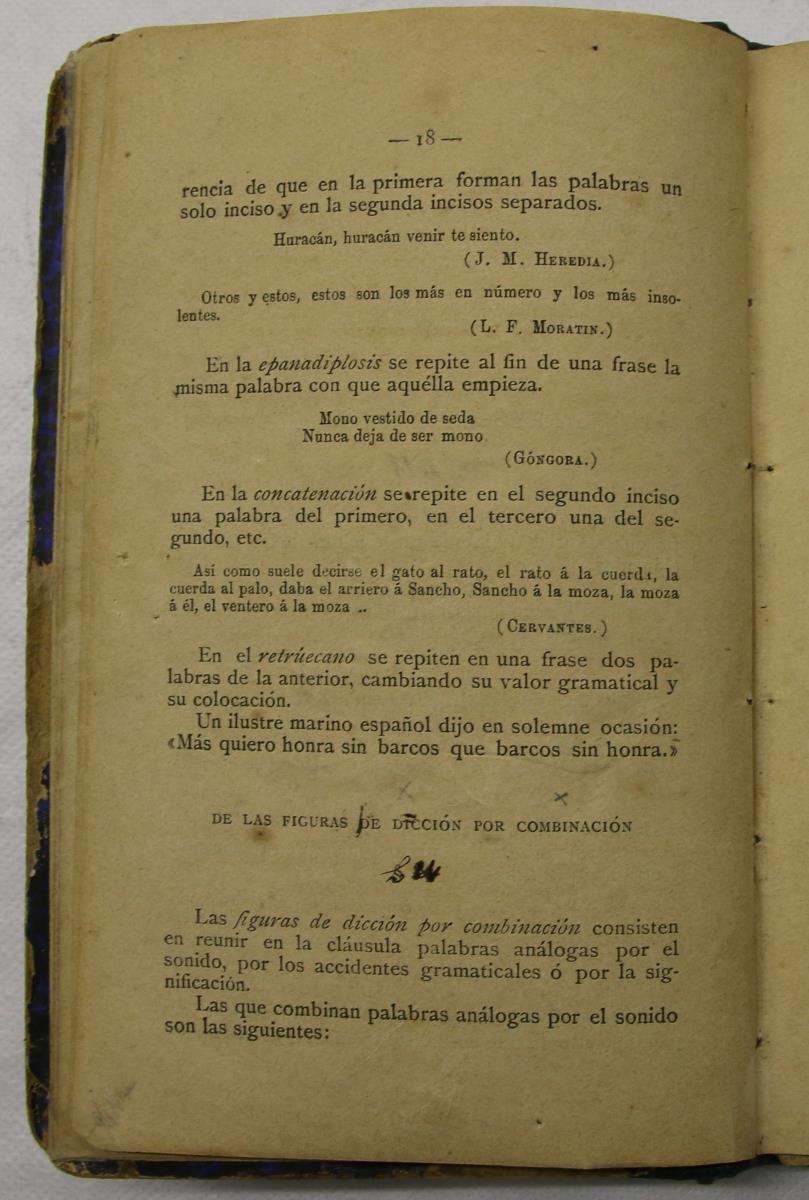 — 18 —
rencia de que en la primera forman las palabras un
solo inciso y en la segunda incisos separados.
Huracán, huracán venir te siento.
(J. M. HEREDIA.)
Otros y estos, estos son los más en número y los más inso-
lentes.
(L. F. MORATIN.)
En la epanadiplosis se repite al fin de una frase la
misma palabra con que aquélla empieza.
Mono vestido de seda
Nunca deja de ser mono
(GÓNGORA.)
En la concatenación se repite en el segundo inciso
una palabra del primero, en el tercero una del se-
gundo, etc.
Así como suele decirse el gato al rato, el rato á la cuerda, la
cuerda al palo, daba el arriero á Sancho, Sancho á la moza, la moza
á él, el ventero á la moza ..
(CERVANTES.)
En el retrúecano se repiten en una frase dos pa-
labras de la anterior, cambiando su valor gramatical y
su colocación.
Un ilustre marino español dijo en solemne ocasión:
«Más quiero honra sin barcos que barcos sin honra.»
DE LAS FIGURAS DE DICCIÓN POR COMBINACIÓN
Las figuras de dicción por combinación consisten
en reunir en la cláusula palabras análogas por el
sonido, por los accidentes gramaticales ó por la sig-
nificación.
Las que combinan palabras análogas por el sonido
son las siguientes: